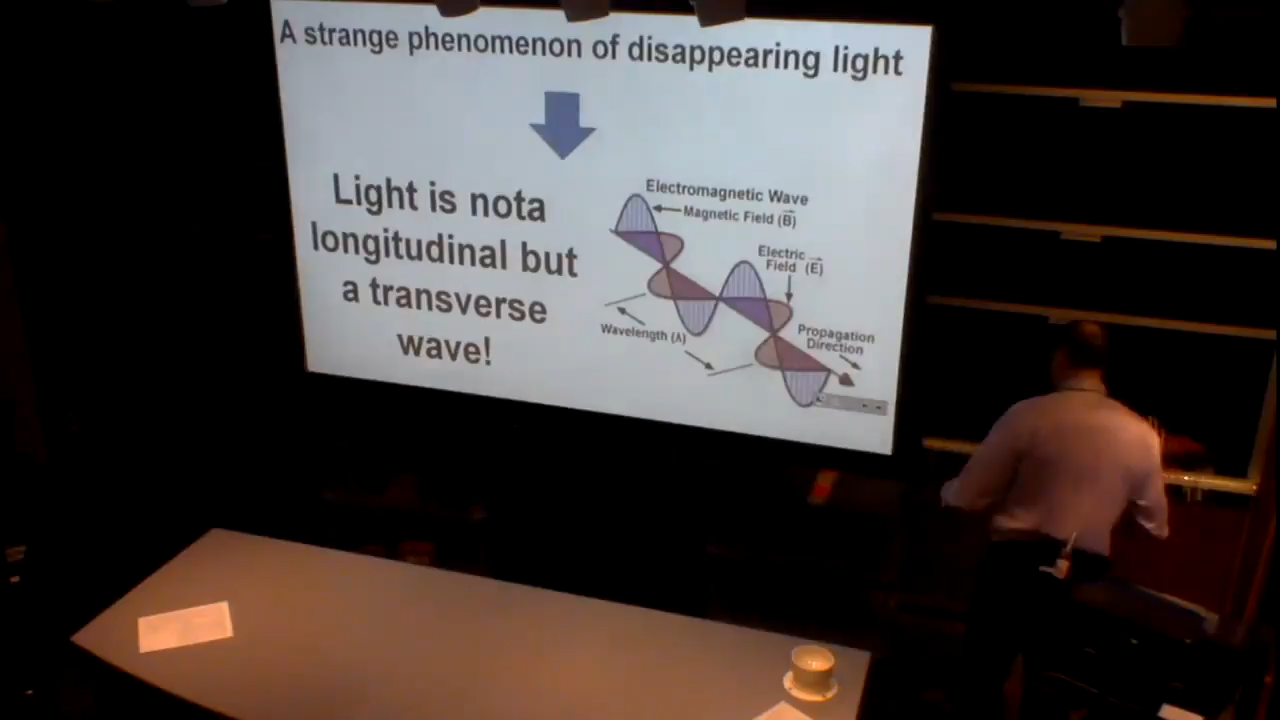 A strange phenomenon of disappearing light
Light is nota
longitudinal but
a transverse
wave!
Electromagnetic Wave
Magnetic Field (B⃗)
Electric
Field (E⃗)
Wavelength (λ)
Propagation
Direction